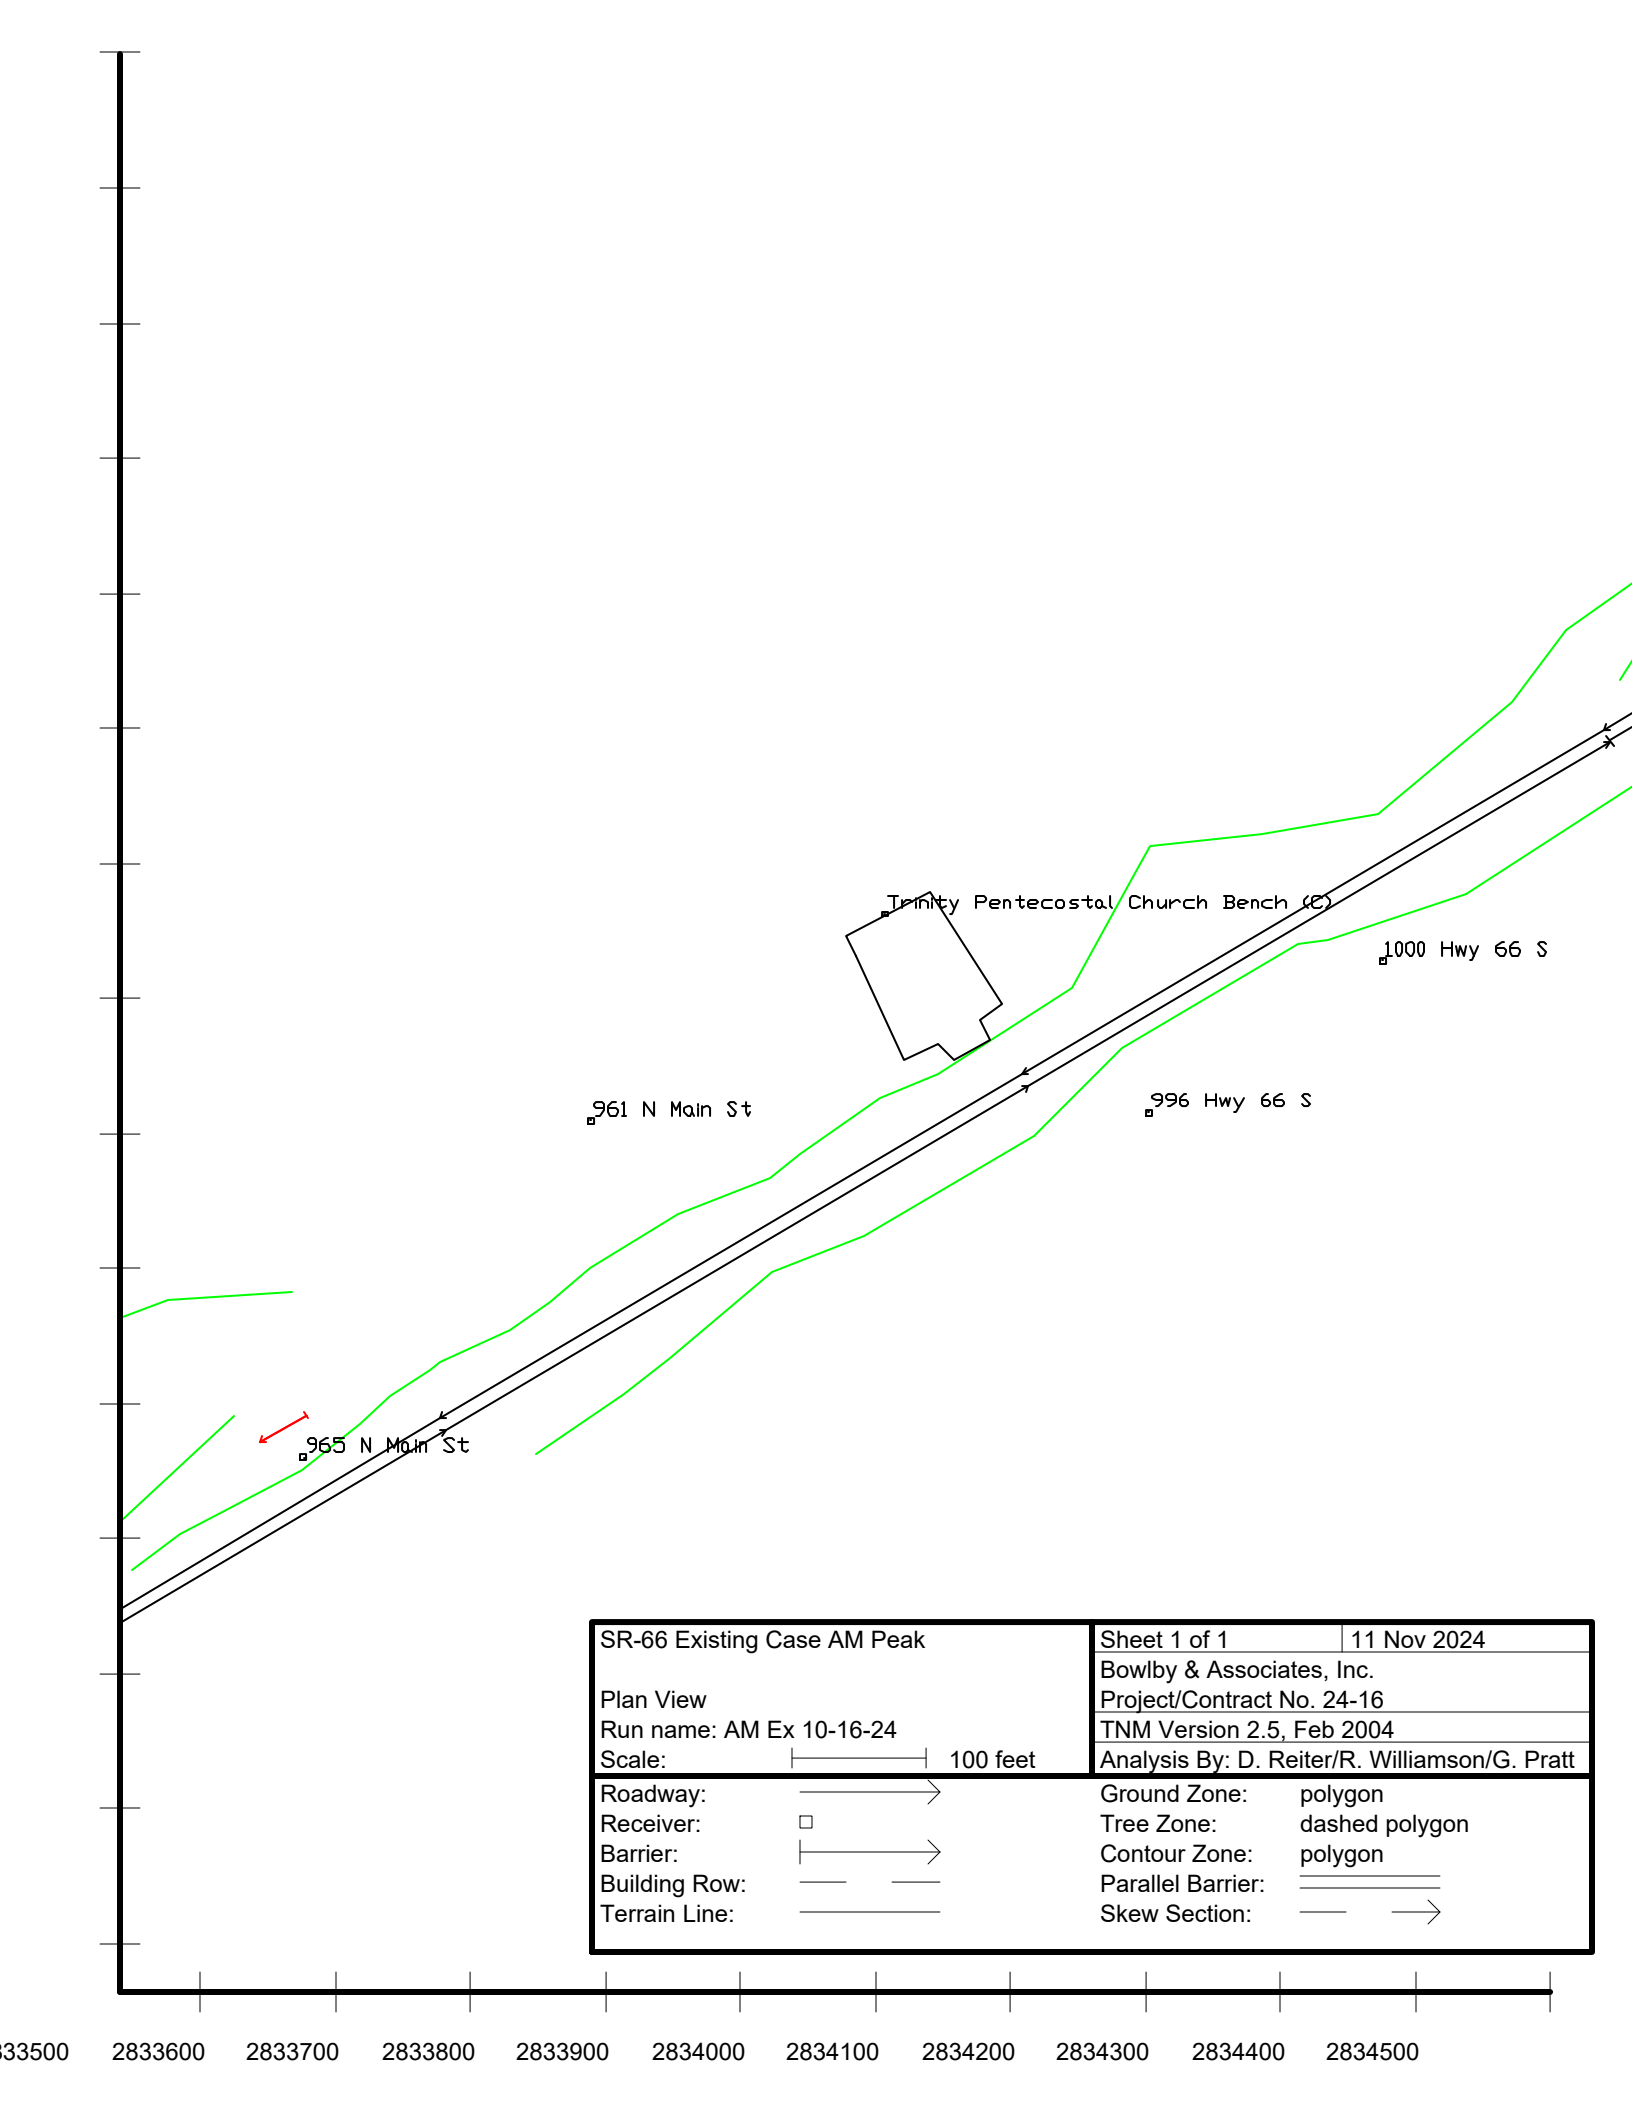 Trinity Pentecostal Church Bench (C)
1000 Hwy 66 S
996 Hwy 66 S
961 N Main St
965 N Main St
SR-66 Existing Case AM Peak
Sheet 1 of 1
11 Nov 2024
Bowlby & Associates, Inc.
Plan View
Project/Contract No. 24-16
Run name: AM Ex 10-16-24
TNM Version 2.5, Feb 2004
Scale: 100 feet
Analysis By: D. Reiter/R. Williamson/G. Pratt
Roadway:
Ground Zone: polygon
Receiver:
Tree Zone: dashed polygon
Barrier:
Contour Zone: polygon
Building Row:
Parallel Barrier:
Terrain Line:
Skew Section:
33500 2833600 2833700 2833800 2833900 2834000 2834100 2834200 2834300 2834400 2834500